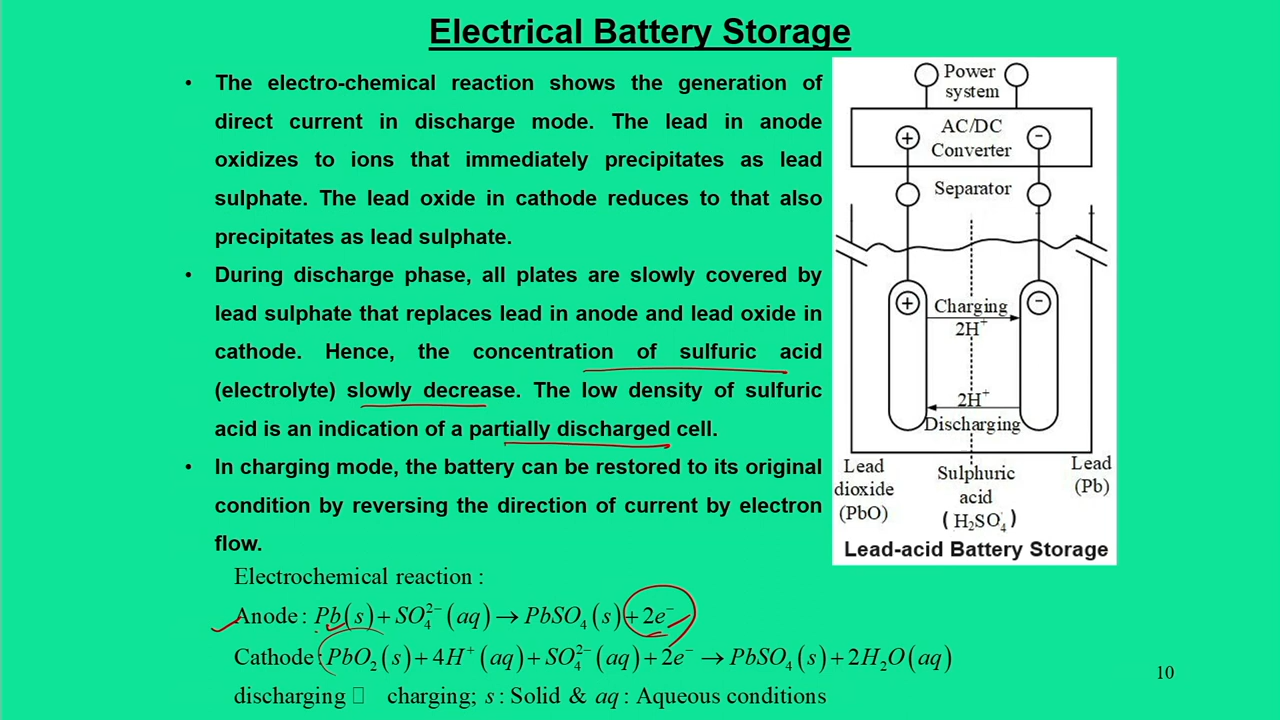 Electrical Battery Storage
• The electro-chemical reaction shows the generation of
direct current in discharge mode. The lead in anode
oxidizes to ions that immediately precipitates as lead
sulphate. The lead oxide in cathode reduces to that also
precipitates as lead sulphate.
• During discharge phase, all plates are slowly covered by
lead sulphate that replaces lead in anode and lead oxide in
cathode. Hence, the concentration of sulfuric acid
(electrolyte) slowly decrease. The low density of sulfuric
acid is an indication of a partially discharged cell.
• In charging mode, the battery can be restored to its original
condition by reversing the direction of current by electron
flow.
Electrochemical reaction :
Anode : Pb(s) + SO₄²⁻(aq) → PbSO₄(s) + 2e⁻
Cathode : PbO₂(s) + 4H⁺(aq) + SO₄²⁻(aq) + 2e⁻ → PbSO₄(s) + 2H₂O(aq)
discharging □ charging; s : Solid & aq : Aqueous conditions
Power
system
AC/DC
Converter
+
−
Separator
+
−
Charging
2H⁺
2H⁺
Discharging
Lead
dioxide
(PbO)
Sulphuric
acid
(H₂SO₄)
Lead
(Pb)
Lead-acid Battery Storage
10